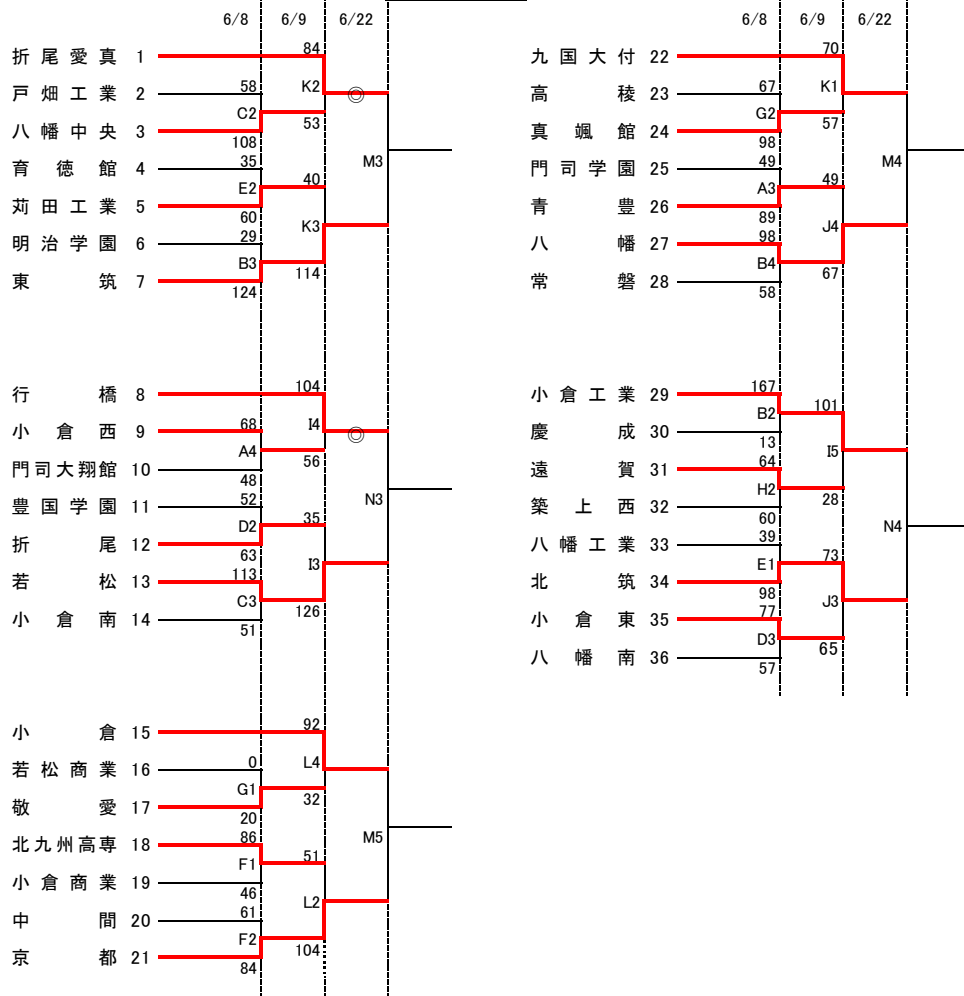 6/8 6/9 6/22
折尾愛真 1
84
戸畑工業 2
58
K2
◎
C2
八幡中央 3
53
108
育徳館 4
35
M3
40
E2
苅田工業 5
60
K3
明治学園 6
29
B3
114
東筑 7
124
行橋 8
104
小倉西 9
68
I4
◎
A4
56
門司大翔館 10
48
豊国学園 11
52
N3
35
D2
折尾 12
63
I3
若松 13
113
C3
126
小倉南 14
51
小倉 15
92
若松商業 16
0
L4
G1
32
敬愛 17
20
北九州高専 18
86
M5
51
F1
小倉商業 19
46
L2
中間 20
61
F2
104
京都 21
84
6/8 6/9 6/22
九国大付 22
70
高稜 23
67
K1
G2
57
真颯館 24
98
門司学園 25
49
M4
49
A3
青豊 26
89
J4
八幡 27
98
B4
67
常磐 28
58
小倉工業 29
167
101
B2
慶成 30
13
I5
遠賀 31
64
H2
28
築上西 32
60
N4
八幡工業 33
39
73
E1
北筑 34
98
J3
小倉東 35
77
D3
65
八幡南 36
57